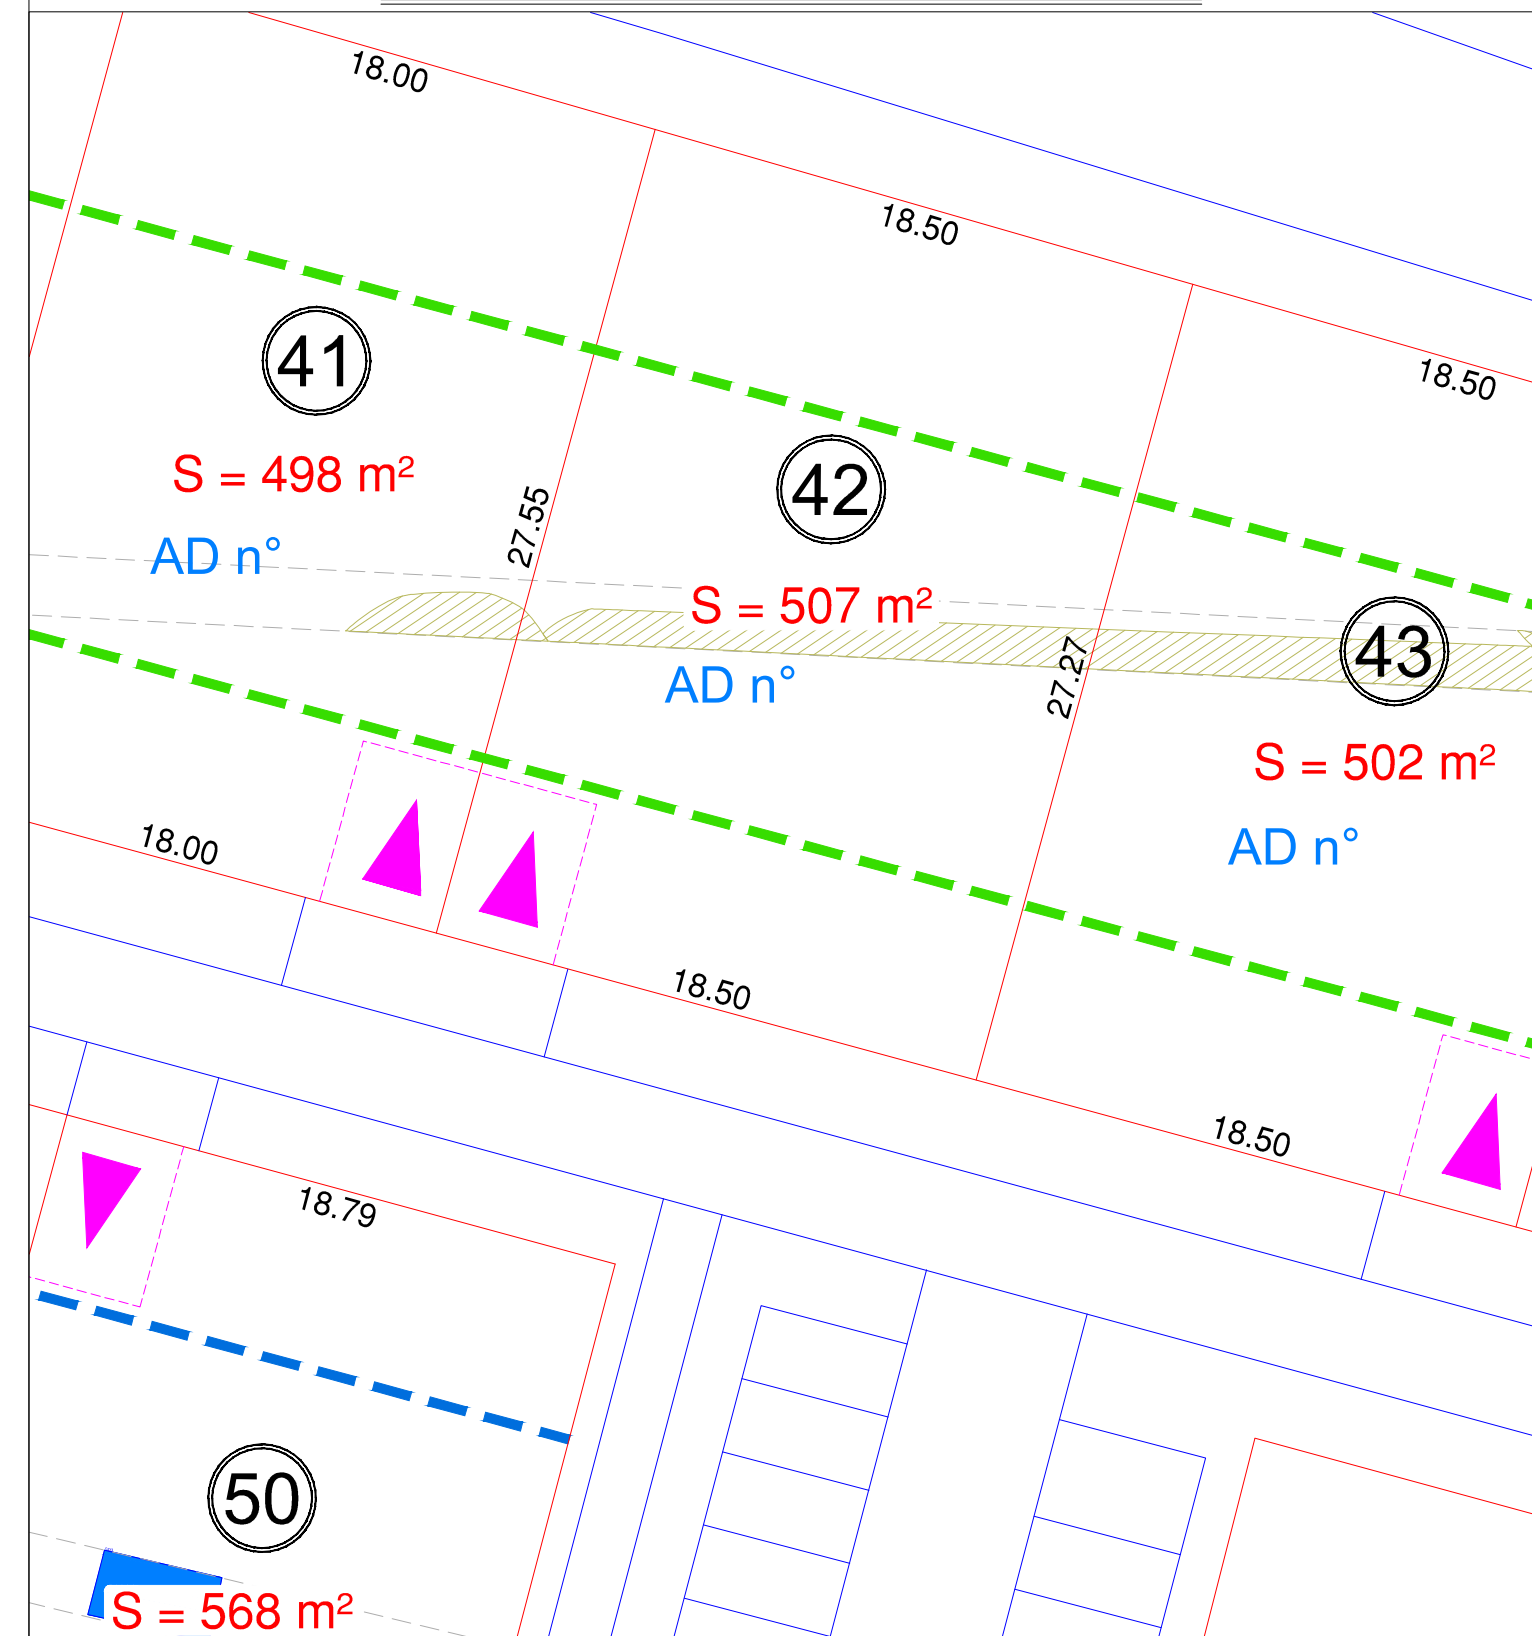 18.00
18.50
18.50
41
S = 498 m²
AD n°
27.55
42
S = 507 m²
AD n°
27.27
43
S = 502 m²
AD n°
18.00
18.50
18.50
18.79
50
S = 568 m²